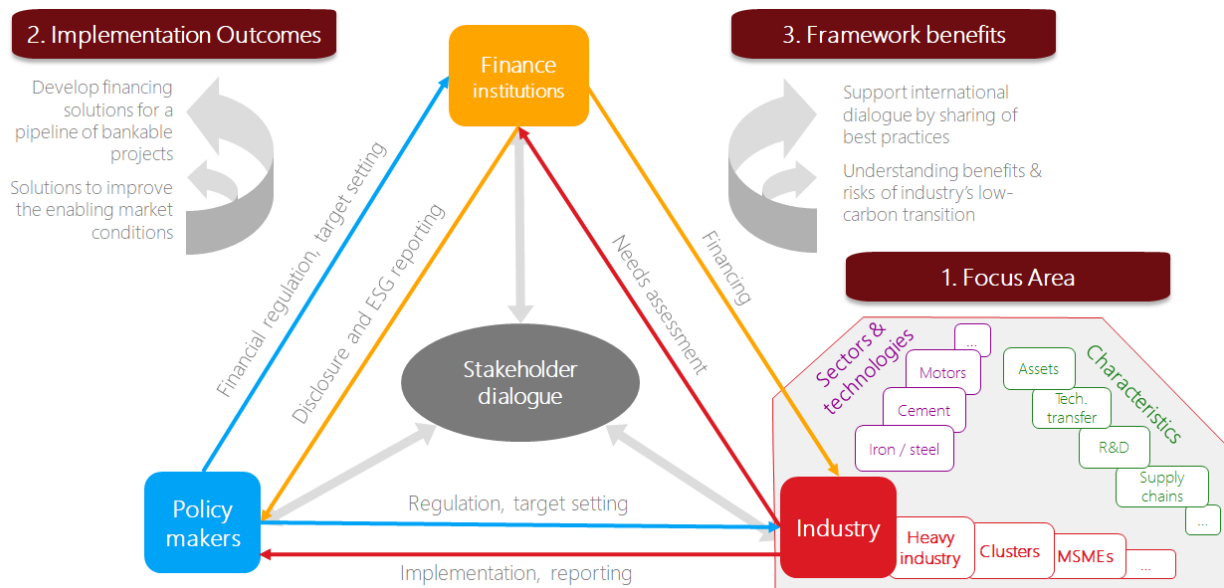 2. Implementation Outcomes
Develop financing
solutions for a
pipeline of bankable
projects
Solutions to improve
the enabling market
conditions
Finance
institutions
3. Framework benefits
Support international
dialogue by sharing of
best practices
Understanding benefits &
risks of industry's low-
carbon transition
Financial regulation, target setting
Disclosure and ESG reporting
Needs assessment
Financing
Stakeholder
dialogue
1. Focus Area
Sectors &
technologies
...
Motors
Cement
Iron / steel
Characteristics
Assets
Tech.
transfer
R&D
Supply
chains
...
Policy
makers
Regulation, target setting
Implementation, reporting
Industry
Heavy
industry
Clusters
MSMEs
...